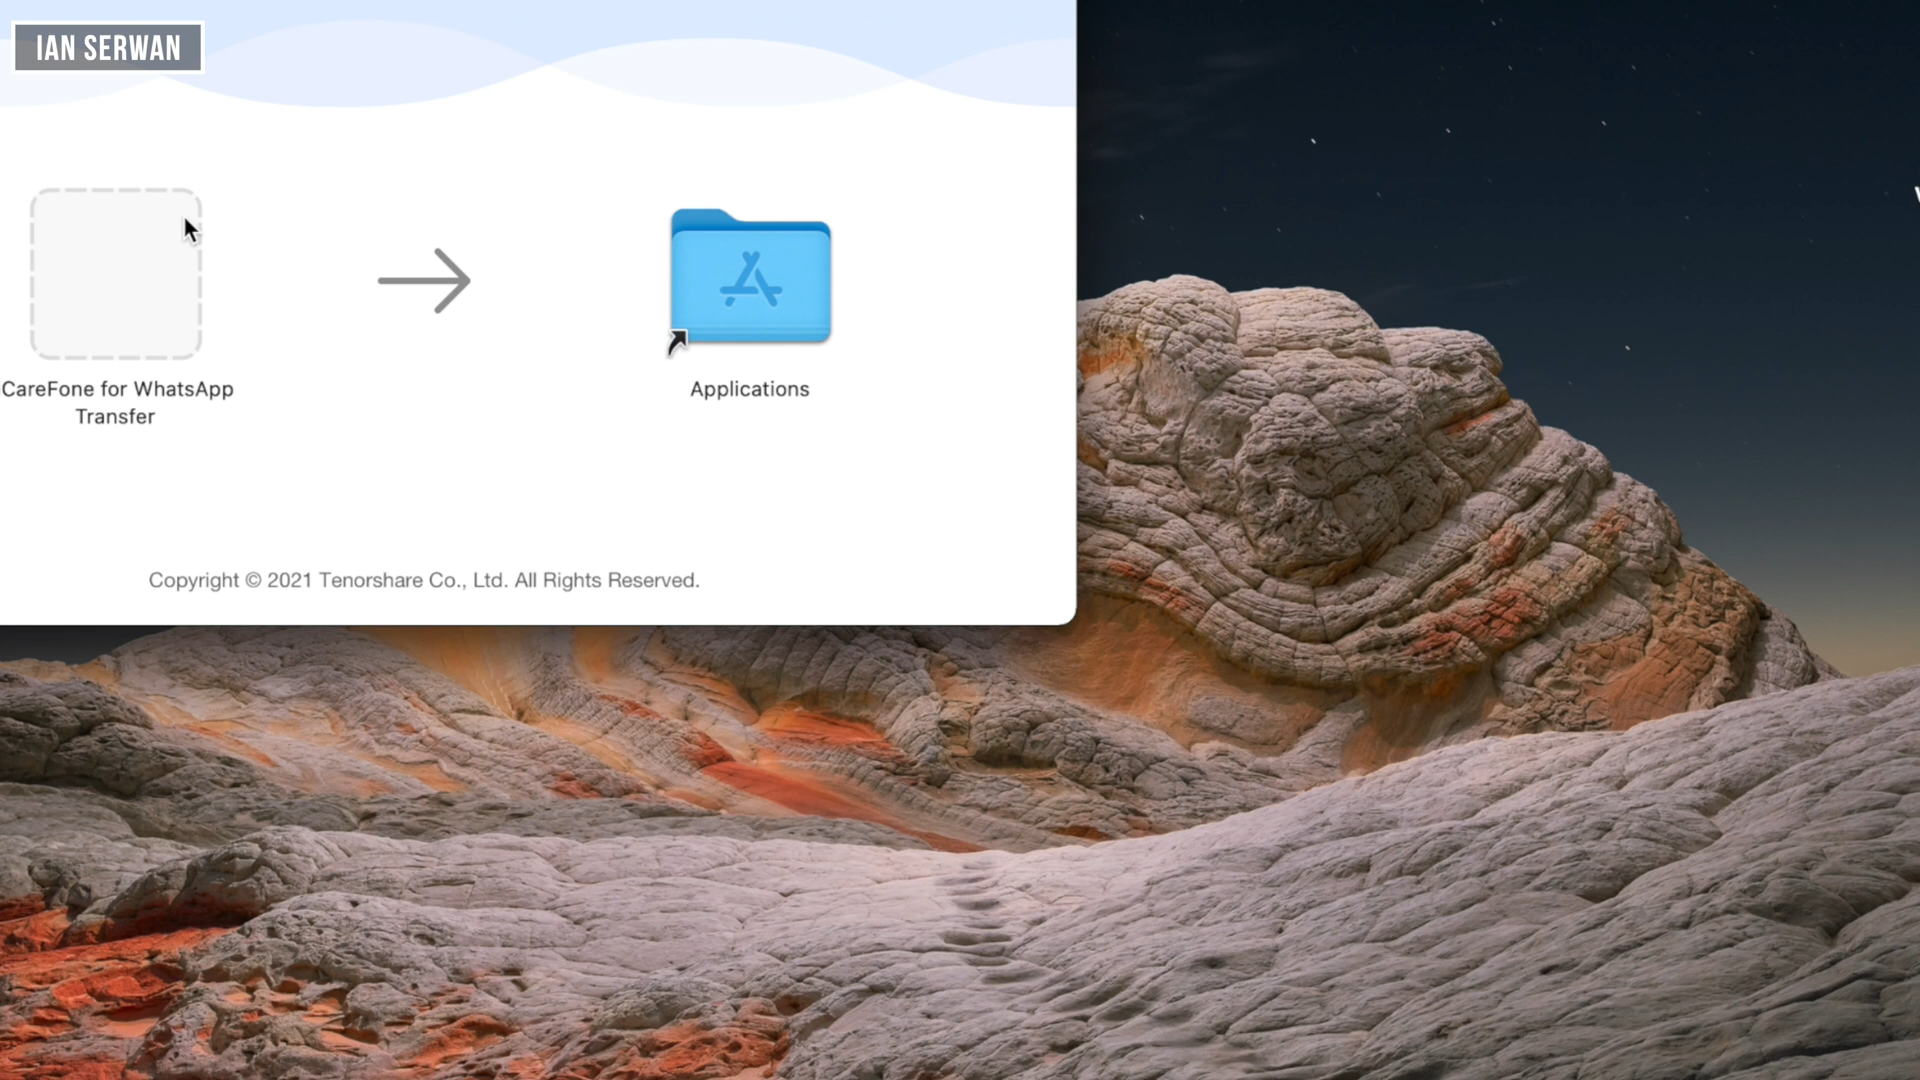 IAN SERWAN
CareFone for WhatsApp
Transfer
Applications
Copyright © 2021 Tenorshare Co., Ltd. All Rights Reserved.